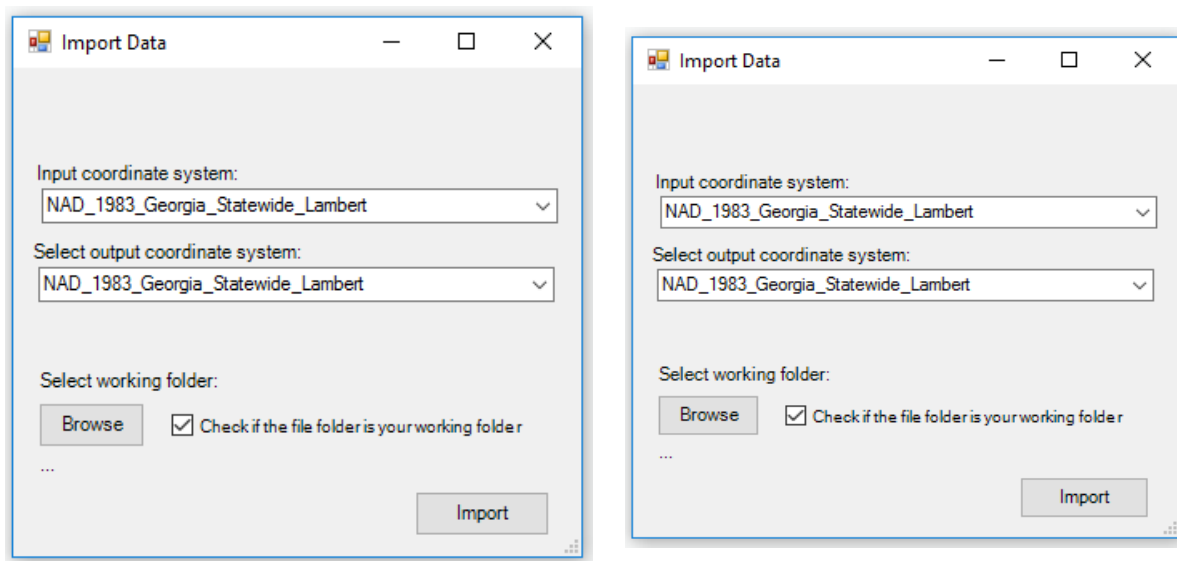 Import Data
Input coordinate system:
NAD_1983_Georgia_Statewide_Lambert
Select output coordinate system:
NAD_1983_Georgia_Statewide_Lambert
Select working folder:
Browse
Check if the file folder is your working folder
...
Import
Import Data
Input coordinate system:
NAD_1983_Georgia_Statewide_Lambert
Select output coordinate system:
NAD_1983_Georgia_Statewide_Lambert
Select working folder:
Browse
Check if the file folder is your working folder
...
Import